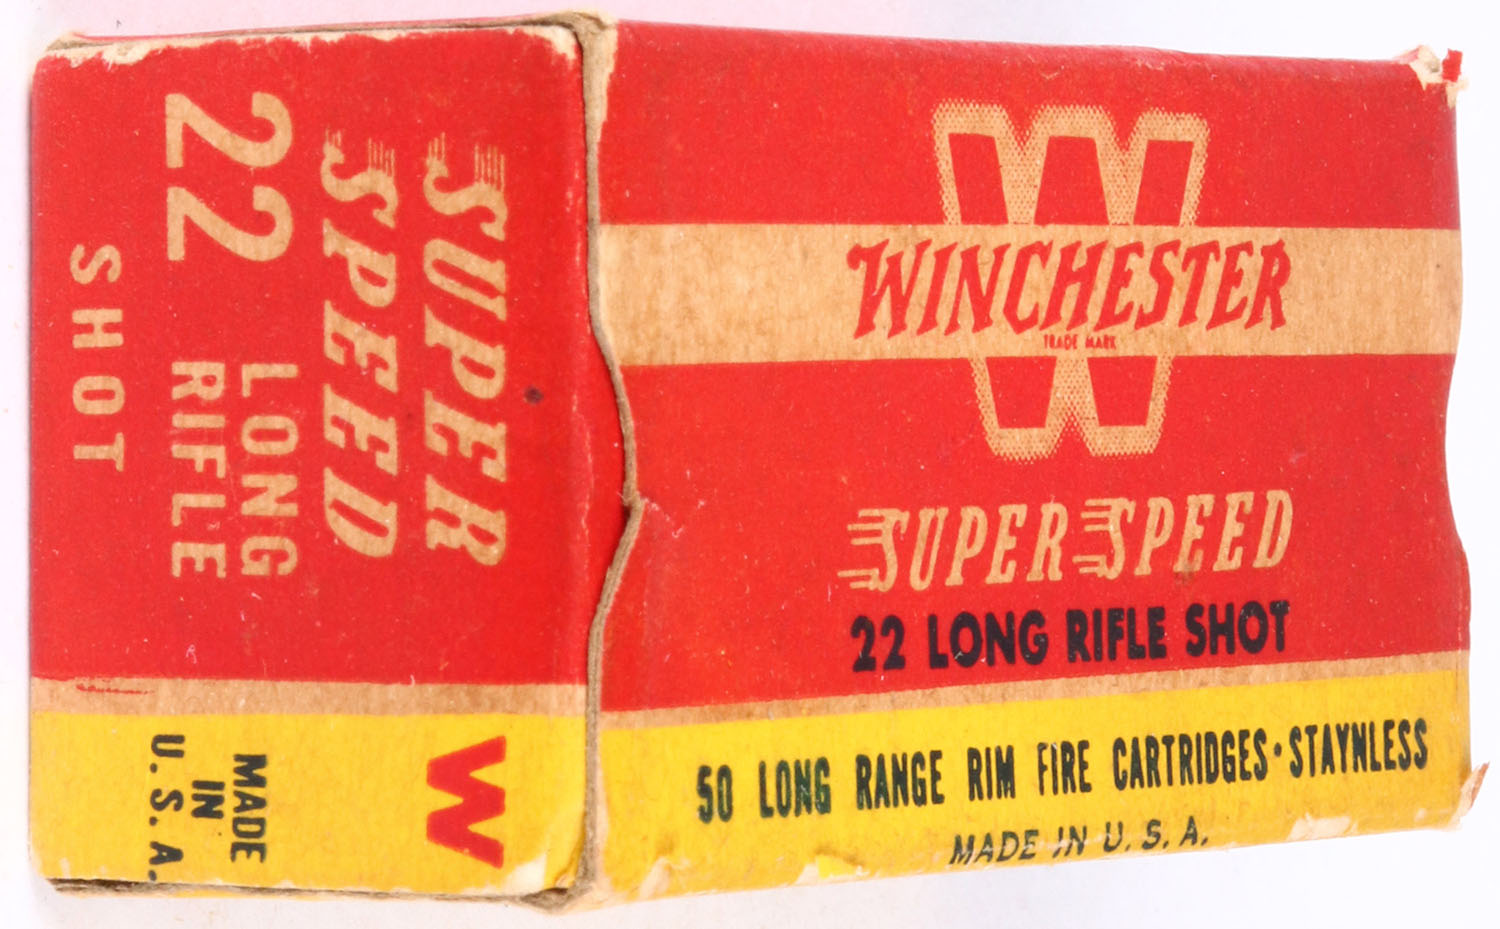 W
WINCHESTER
TRADE MARK
SUPER SPEED
22 LONG RIFLE SHOT
50 LONG RANGE RIM FIRE CARTRIDGES·STAYNLESS
MADE IN U.S.A.
SUPER
SPEED
22 LONG
RIFLE
SHOT
W
MADE
IN
U.S.A.